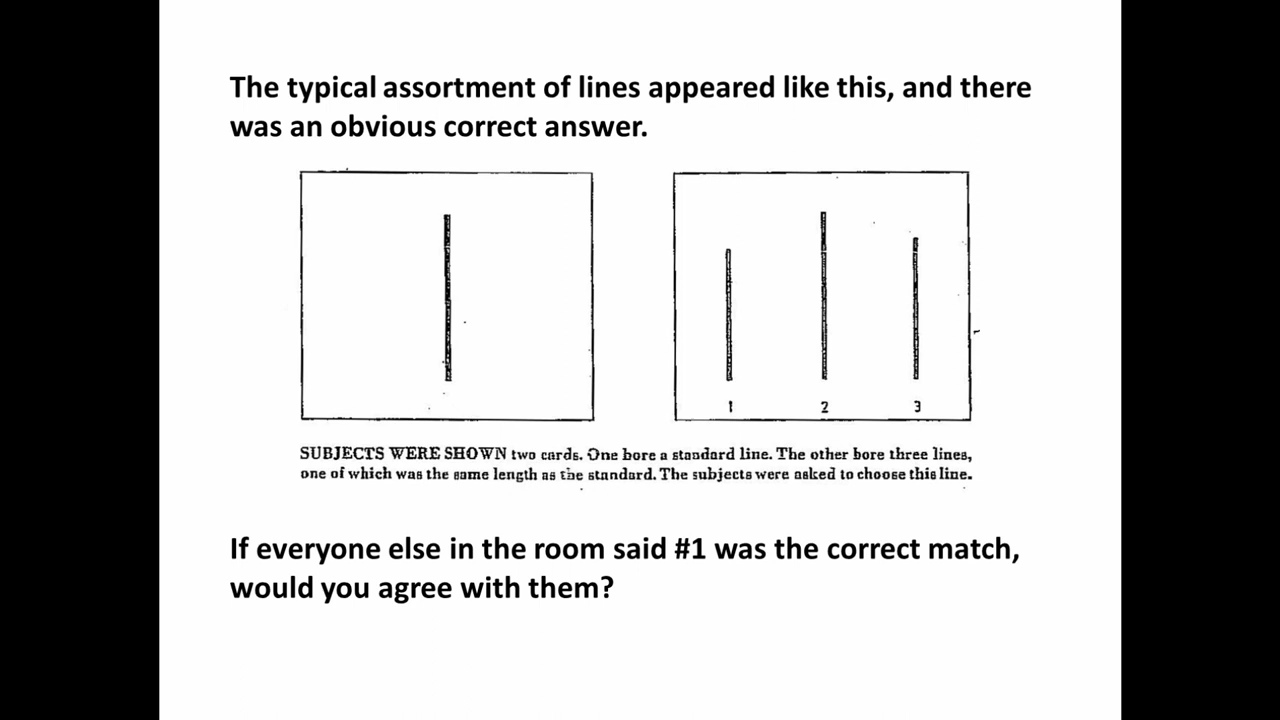 The typical assortment of lines appeared like this, and there
was an obvious correct answer.
1 2 3
SUBJECTS WERE SHOWN two cards. One bore a standard line. The other bore three lines,
one of which was the same length as the standard. The subjects were asked to choose this line.
If everyone else in the room said #1 was the correct match,
would you agree with them?